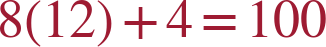 8(12) + 4 = 100